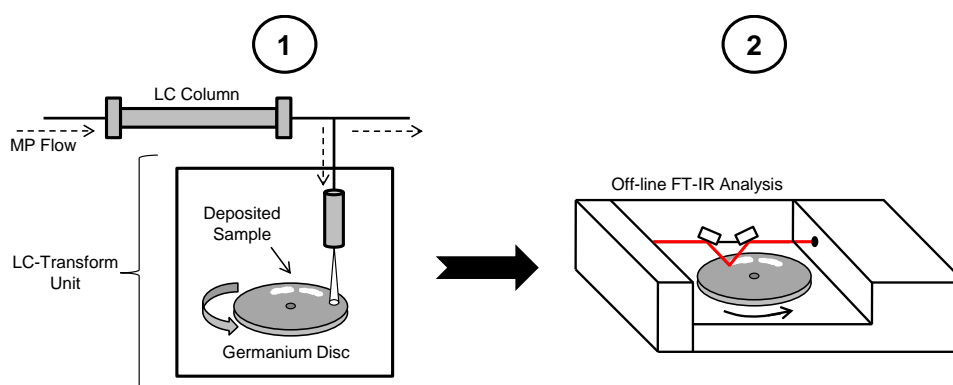 1
2
LC Column
MP Flow
Off-line FT-IR Analysis
Deposited
Sample
LC-Transform
Unit
Germanium Disc